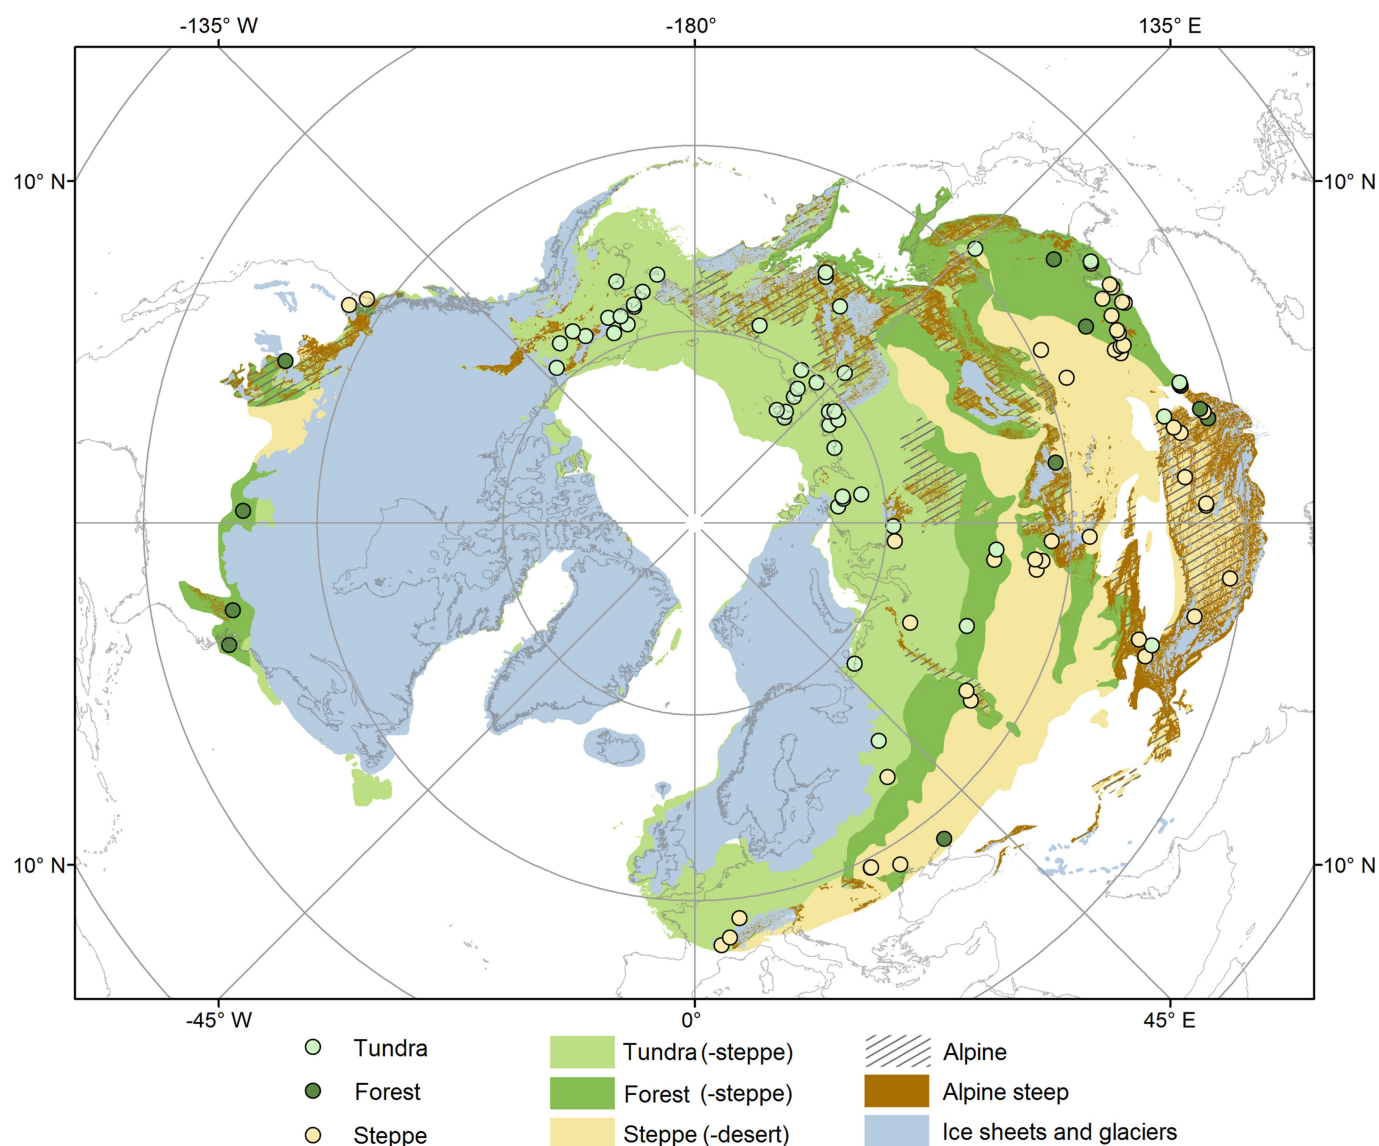 -135° W -180° 135° E
10° N 10° N
10° N 10° N
-45° W 0° 45° E
Tundra Tundra (-steppe) Alpine
Forest Forest (-steppe) Alpine steep
Steppe Steppe (-desert) Ice sheets and glaciers